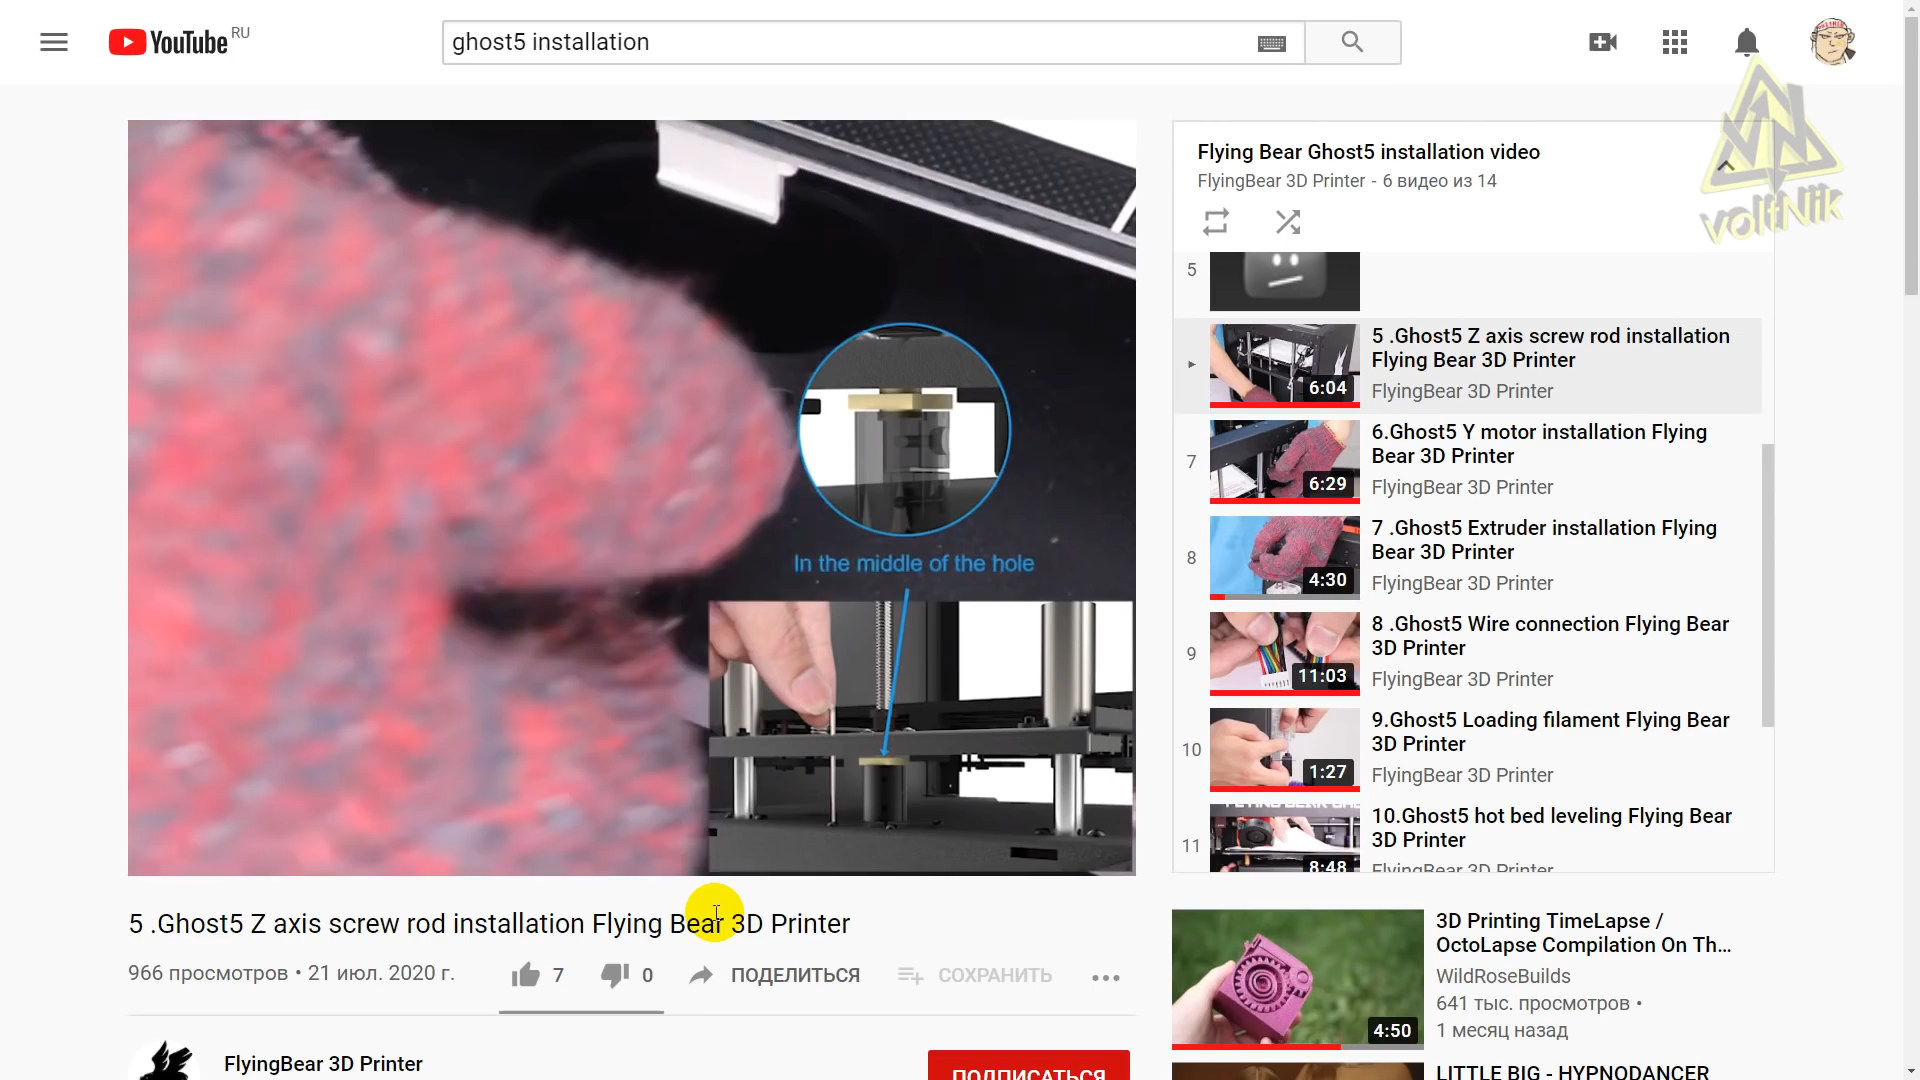 YouTube RU
ghost5 installation
In the middle of the hole
5 .Ghost5 Z axis screw rod installation Flying Bear 3D Printer
966 просмотров • 21 июл. 2020 г.
7
0
ПОДЕЛИТЬСЯ
СОХРАНИТЬ
FlyingBear 3D Printer
ПОДПИСАТЬСЯ
voltNik
Flying Bear Ghost5 installation video
FlyingBear 3D Printer - 6 видео из 14
5
5 .Ghost5 Z axis screw rod installation
Flying Bear 3D Printer
FlyingBear 3D Printer
6:04
7
6.Ghost5 Y motor installation Flying
Bear 3D Printer
FlyingBear 3D Printer
6:29
8
7 .Ghost5 Extruder installation Flying
Bear 3D Printer
FlyingBear 3D Printer
4:30
9
8 .Ghost5 Wire connection Flying Bear
3D Printer
FlyingBear 3D Printer
11:03
10
9.Ghost5 Loading filament Flying Bear
3D Printer
FlyingBear 3D Printer
1:27
11
10.Ghost5 hot bed leveling Flying Bear
3D Printer
FlyingBear 3D Printer
8:48
3D Printing TimeLapse /
OctoLapse Compilation On Th...
WildRoseBuilds
641 тыс. просмотров •
1 месяц назад
4:50
LITTLE BIG - HYPNODANCER